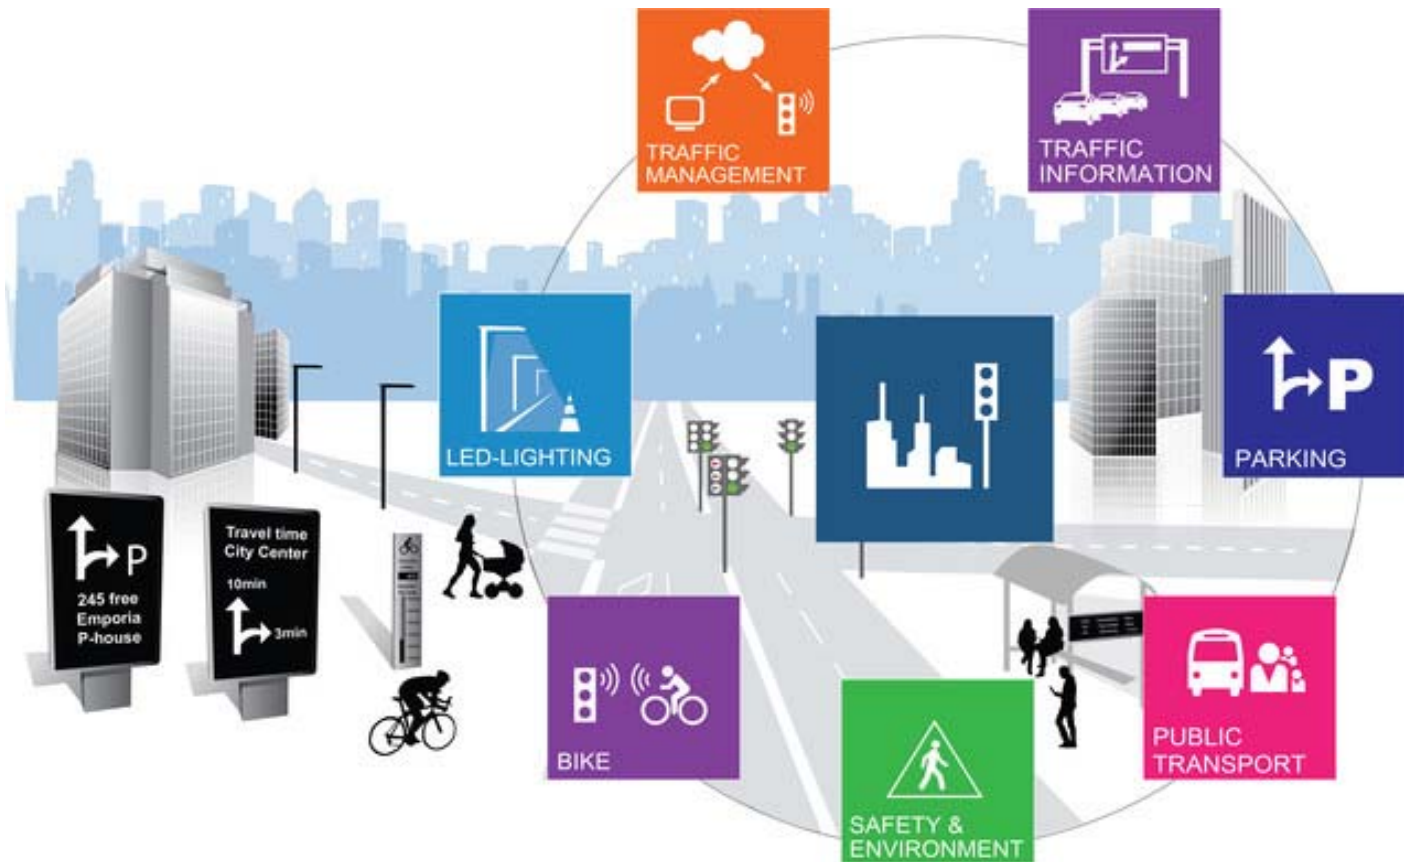 TRAFFIC
MANAGEMENT
TRAFFIC
INFORMATION
LED-LIGHTING
PARKING
P
P
245 free
Emporia
P-house
Travel time
City Center
10min
3min
BIKE
SAFETY &
ENVIRONMENT
PUBLIC
TRANSPORT